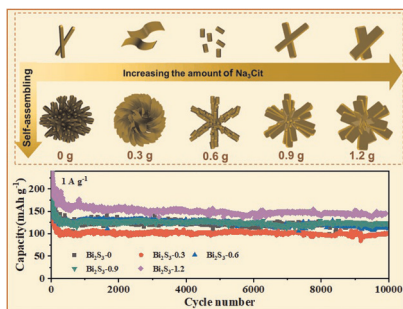 Increasing the amount of Na₃Cit
Self-assembling
0 g 0.3 g 0.6 g 0.9 g 1.2 g
1 A g⁻¹
Capacity(mAh g⁻¹)
200
150
100
50
0
Bi₂S₃-0 Bi₂S₃-0.3 Bi₂S₃-0.6
Bi₂S₃-0.9 Bi₂S₃-1.2
0 2000 4000 6000 8000 10000
Cycle number